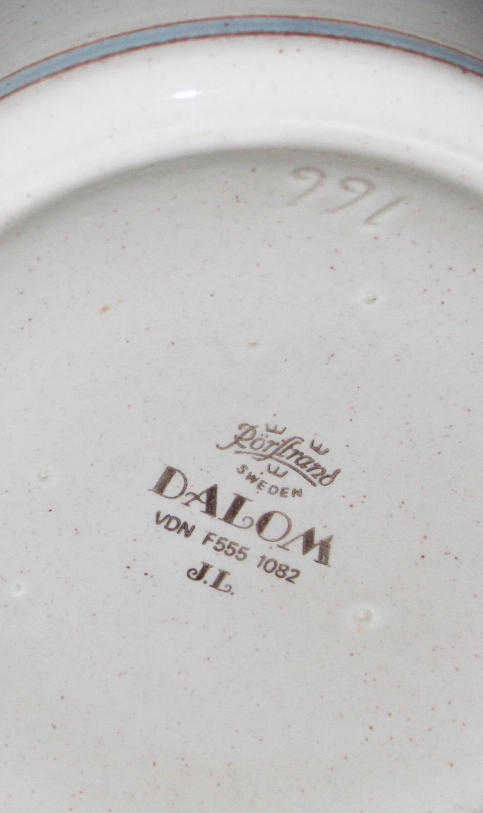 166
Rörstrand
SWEDEN
DALOM
VDN F555 1082
J.L.